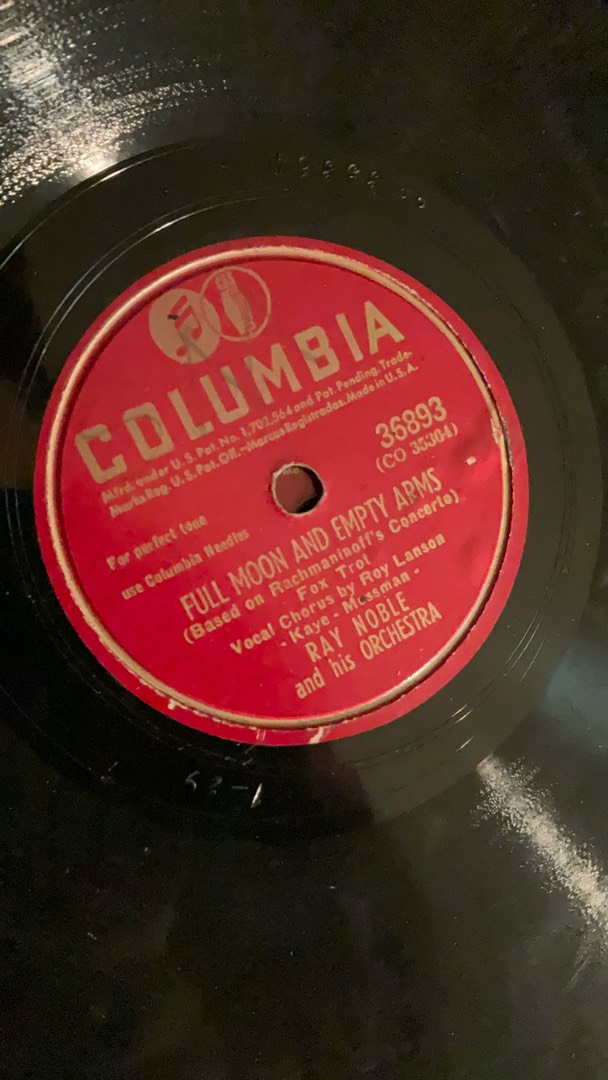 COLUMBIA
Mfrd. under U.S. Pat. No. 1,702,564 and Pat. Pending. Trade-
Marks Reg. U.S. Pat. Off.—Marcas Registradas. Made in U.S.A.
36893
(CO 35304)
For perfect tone
use Columbia Needles
FULL MOON AND EMPTY ARMS
(Based on Rachmaninoff's Concerto)
Fox Trot
Vocal Chorus by Roy Lanson
- Kaye - Mossman -
RAY NOBLE
and his ORCHESTRA